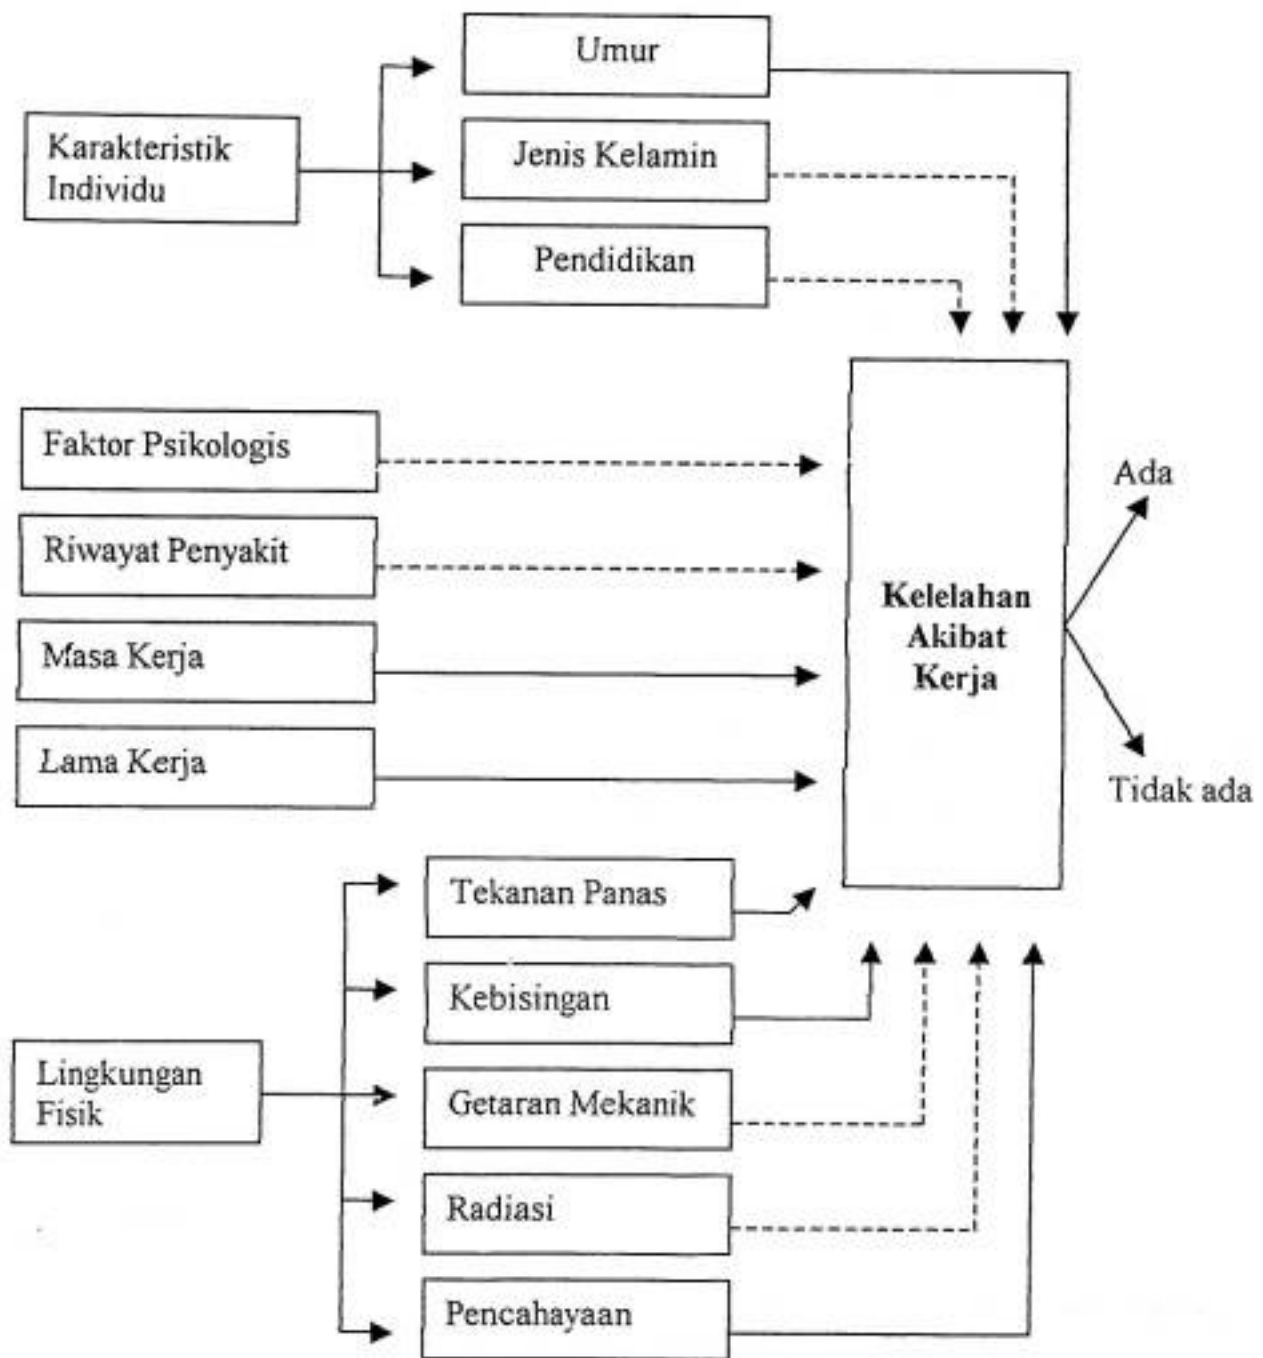 Umur
Karakteristik
Individu
Jenis Kelamin
Pendidikan
Faktor Psikologis
Riwayat Penyakit
Masa Kerja
Lama Kerja
Kelelahan
Akibat
Kerja
Ada
Tidak ada
Lingkungan
Fisik
Tekanan Panas
Kebisingan
Getaran Mekanik
Radiasi
Pencahayaan